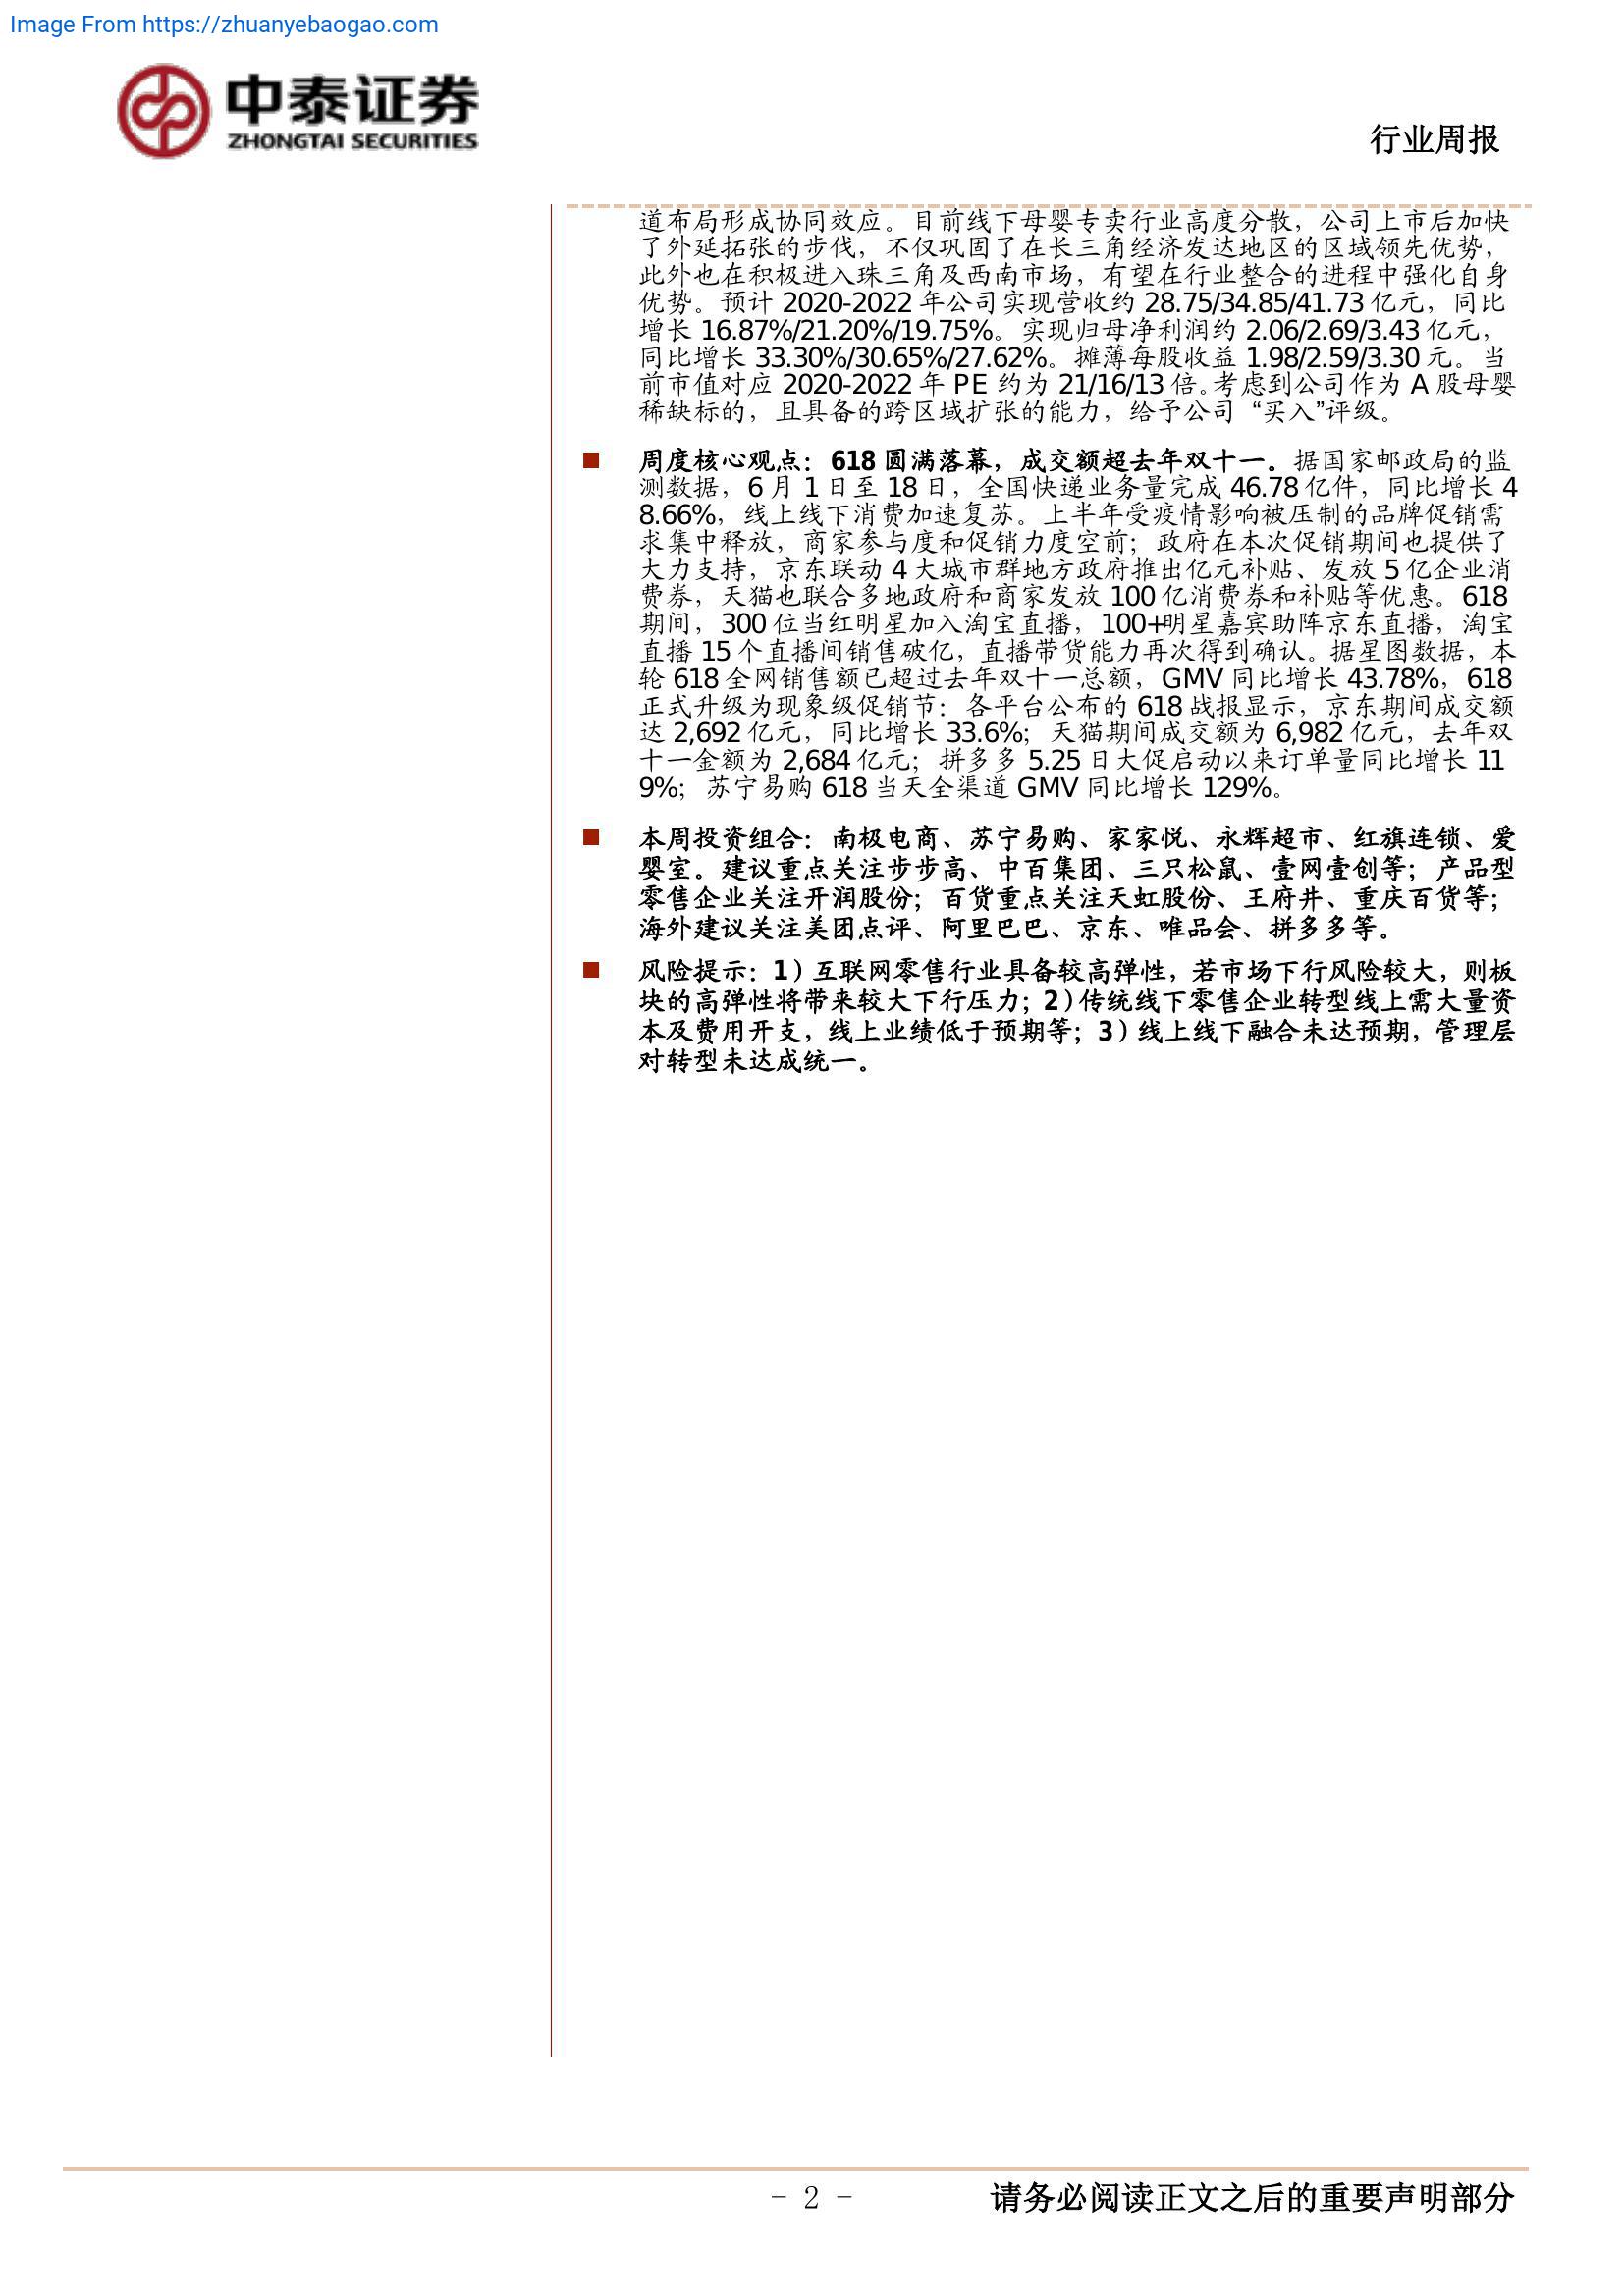 Image From https://zhuanyebaogao.com
中泰证券
ZHONGTAI SECURITIES
行业周报
道布局形成协同效应。目前线下母婴专卖行业高度分散，公司上市后加快
了外延拓张的步伐，不仅巩固了在长三角经济发达地区的区域领先优势，
此外也在积极进入珠三角及西南市场，有望在行业整合的进程中强化自身
优势。预计 2020-2022 年公司实现营收约 28.75/34.85/41.73 亿元，同比
增长 16.87%/21.20%/19.75%。实现归母净利润约 2.06/2.69/3.43 亿元，
同比增长 33.30%/30.65%/27.62%。摊薄每股收益 1.98/2.59/3.30 元。当
前市值对应 2020-2022 年 PE 约为 21/16/13 倍。考虑到公司作为 A 股母婴
稀缺标的，且具备的跨区域扩张的能力，给予公司“买入”评级。
■ 周度核心观点：618 圆满落幕，成交额超去年双十一。据国家邮政局的监
测数据，6 月 1 日至 18 日，全国快递业务量完成 46.78 亿件，同比增长 4
8.66%，线上线下消费加速复苏。上半年受疫情影响被压制的品牌促销需
求集中释放，商家参与度和促销力度空前；政府在本次促销期间也提供了
大力支持，京东联动 4 大城市群地方政府推出亿元补贴、发放 5 亿企业消
费券，天猫也联合多地政府和商家发放 100 亿消费券和补贴等优惠。618
期间，300 位当红明星加入淘宝直播，100+明星嘉宾助阵京东直播，淘宝
直播 15 个直播间销售破亿，直播带货能力再次得到确认。据星图数据，本
轮 618 全网销售额已超过去年双十一总额，GMV 同比增长 43.78%，618
正式升级为现象级促销节：各平台公布的 618 战报显示，京东期间成交额
达 2,692 亿元，同比增长 33.6%；天猫期间成交额为 6,982 亿元，去年双
十一金额为 2,684 亿元；拼多多 5.25 日大促启动以来订单量同比增长 11
9%；苏宁易购 618 当天全渠道 GMV 同比增长 129%。
■ 本周投资组合：南极电商、苏宁易购、家家悦、永辉超市、红旗连锁、爱
婴室。建议重点关注步步高、中百集团、三只松鼠、壹网壹创等；产品型
零售企业关注开润股份；百货重点关注天虹股份、王府井、重庆百货等；
海外建议关注美团点评、阿里巴巴、京东、唯品会、拼多多等。
■ 风险提示：1）互联网零售行业具备较高弹性，若市场下行风险较大，则板
块的高弹性将带来较大下行压力；2）传统线下零售企业转型线上需大量资
本及费用开支，线上业绩低于预期等；3）线上线下融合未达预期，管理层
对转型未达成统一。
- 2 -
请务必阅读正文之后的重要声明部分